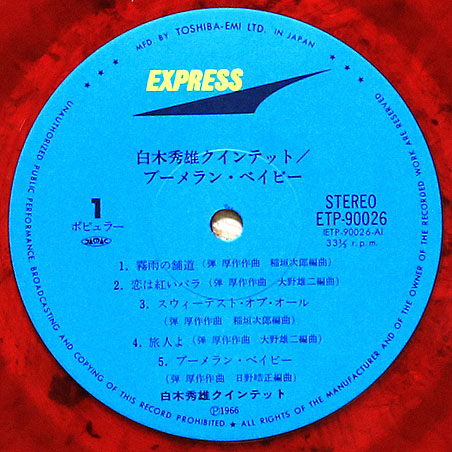 MFD BY TOSHIBA-EMI LTD. IN JAPAN
EXPRESS
白木秀雄クインテット/
ブーメラン・ベイビー
1
ポピュラー
STEREO
ETP-90026
(ETP-90026-A)
33⅓ r.p.m.
1. 霧雨の舗道 (弾 厚作作曲 稲垣次郎編曲)
2. 恋は紅いバラ (弾 厚作作曲 大野雄二編曲)
3. スウィーテスト・オブ・オール
(弾 厚作作曲 稲垣次郎編曲)
4. 旅人よ (弾 厚作作曲 大野雄二編曲)
5. ブーメラン・ベイビー
(弾 厚作作曲 日野皓正編曲)
白木秀雄クインテット
Ⓟ1966
UNAUTHORIZED PUBLIC PERFORMANCE, BROADCASTING AND COPYING OF THIS RECORD PROHIBITED ★ ALL RIGHTS OF THE MANUFACTURER AND OF THE OWNER OF THE RECORDED WORK ARE RESERVED